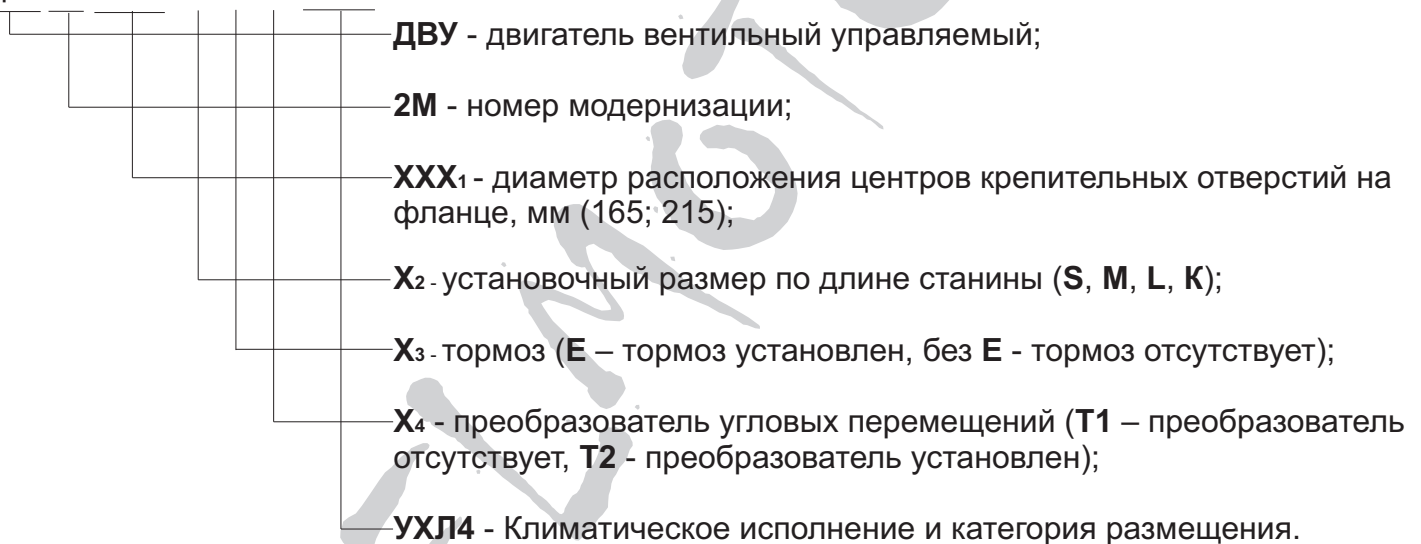 ДВУ - двигатель вентильный управляемый;
2М - номер модернизации;
ХХХ₁ - диаметр расположения центров крепительных отверстий на
фланце, мм (165; 215);
Х₂ - установочный размер по длине станины (S, M, L, К);
Х₃ - тормоз (Е – тормоз установлен, без Е - тормоз отсутствует);
Х₄ - преобразователь угловых перемещений (Т1 – преобразователь
отсутствует, Т2 - преобразователь установлен);
УХЛ4 - Климатическое исполнение и категория размещения.